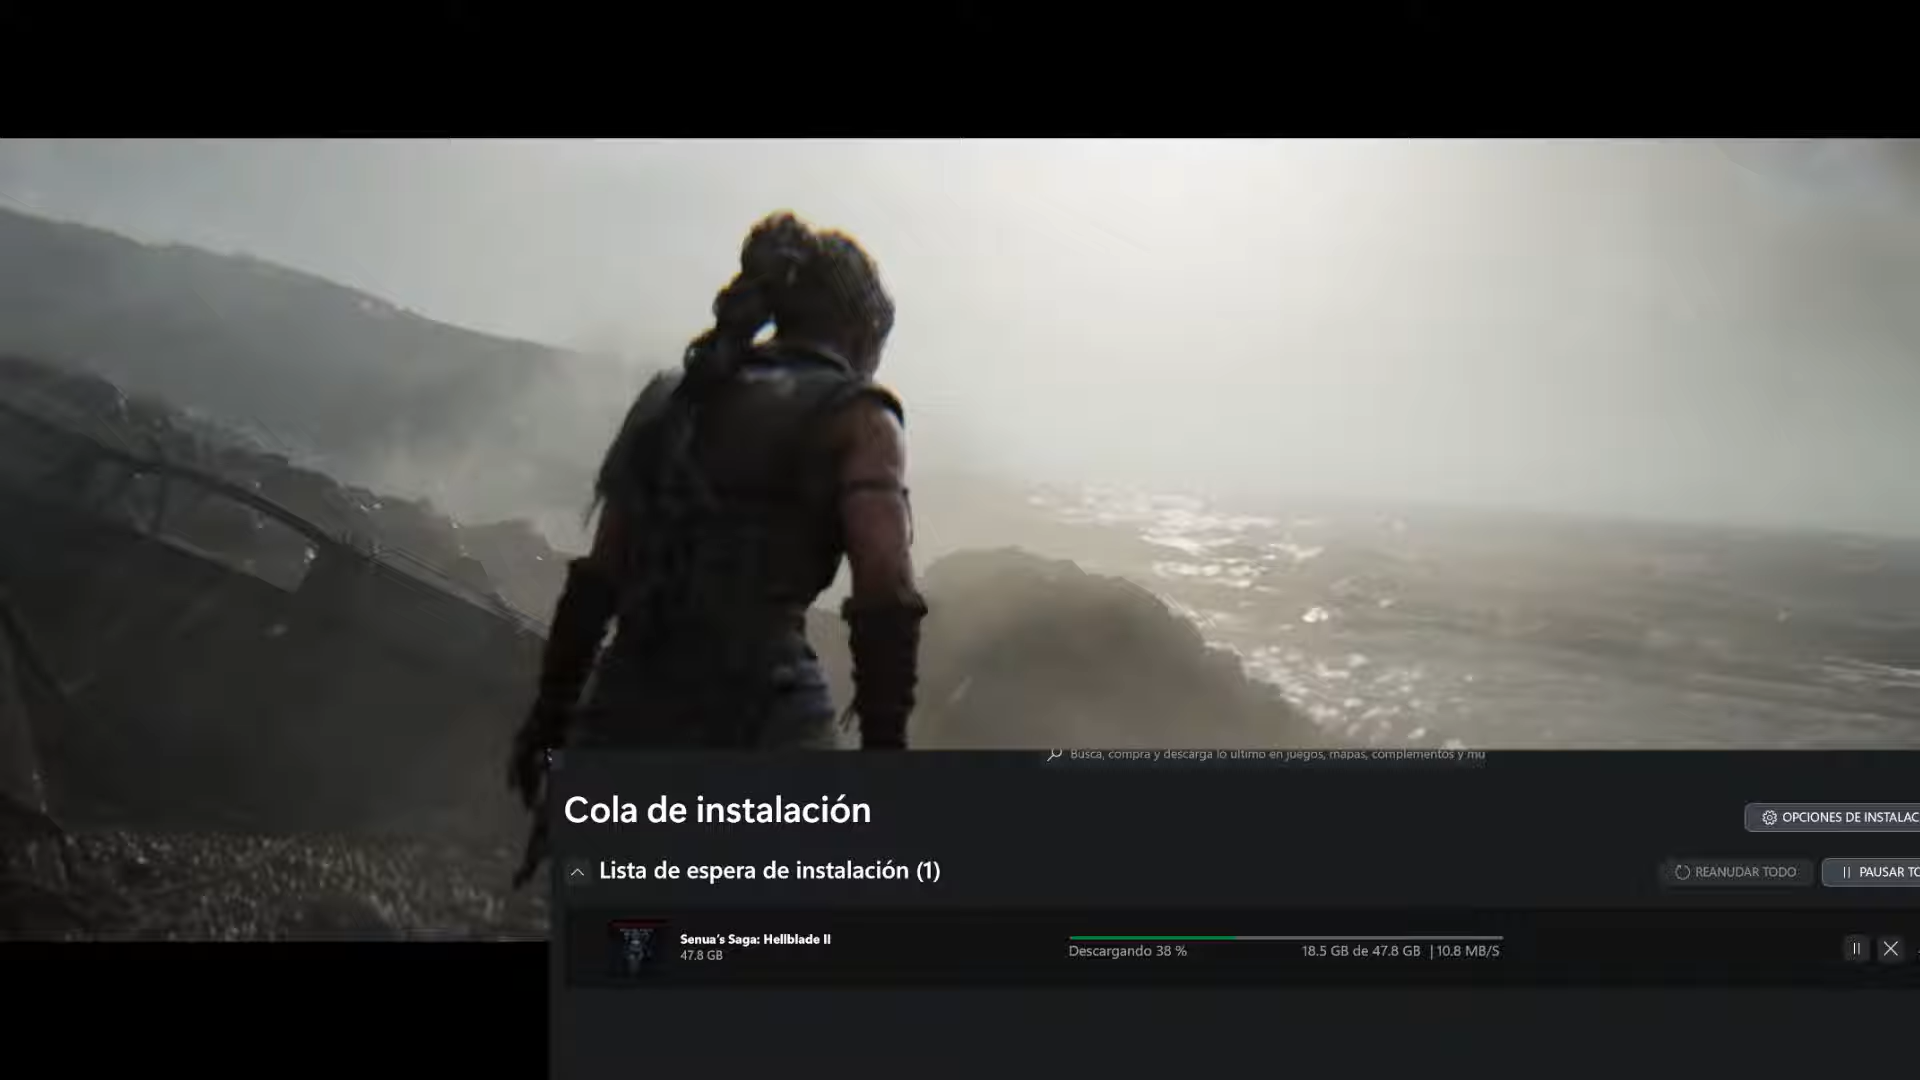 Busca, compra y descarga lo último en juegos, mapas, complementos y mu
Cola de instalación
OPCIONES DE INSTALAC
Lista de espera de instalación (1)
REANUDAR TODO
PAUSAR TO
Senua's Saga: Hellblade II
47.8 GB
Descargando 38 %
18.5 GB de 47.8 GB | 10.8 MB/S